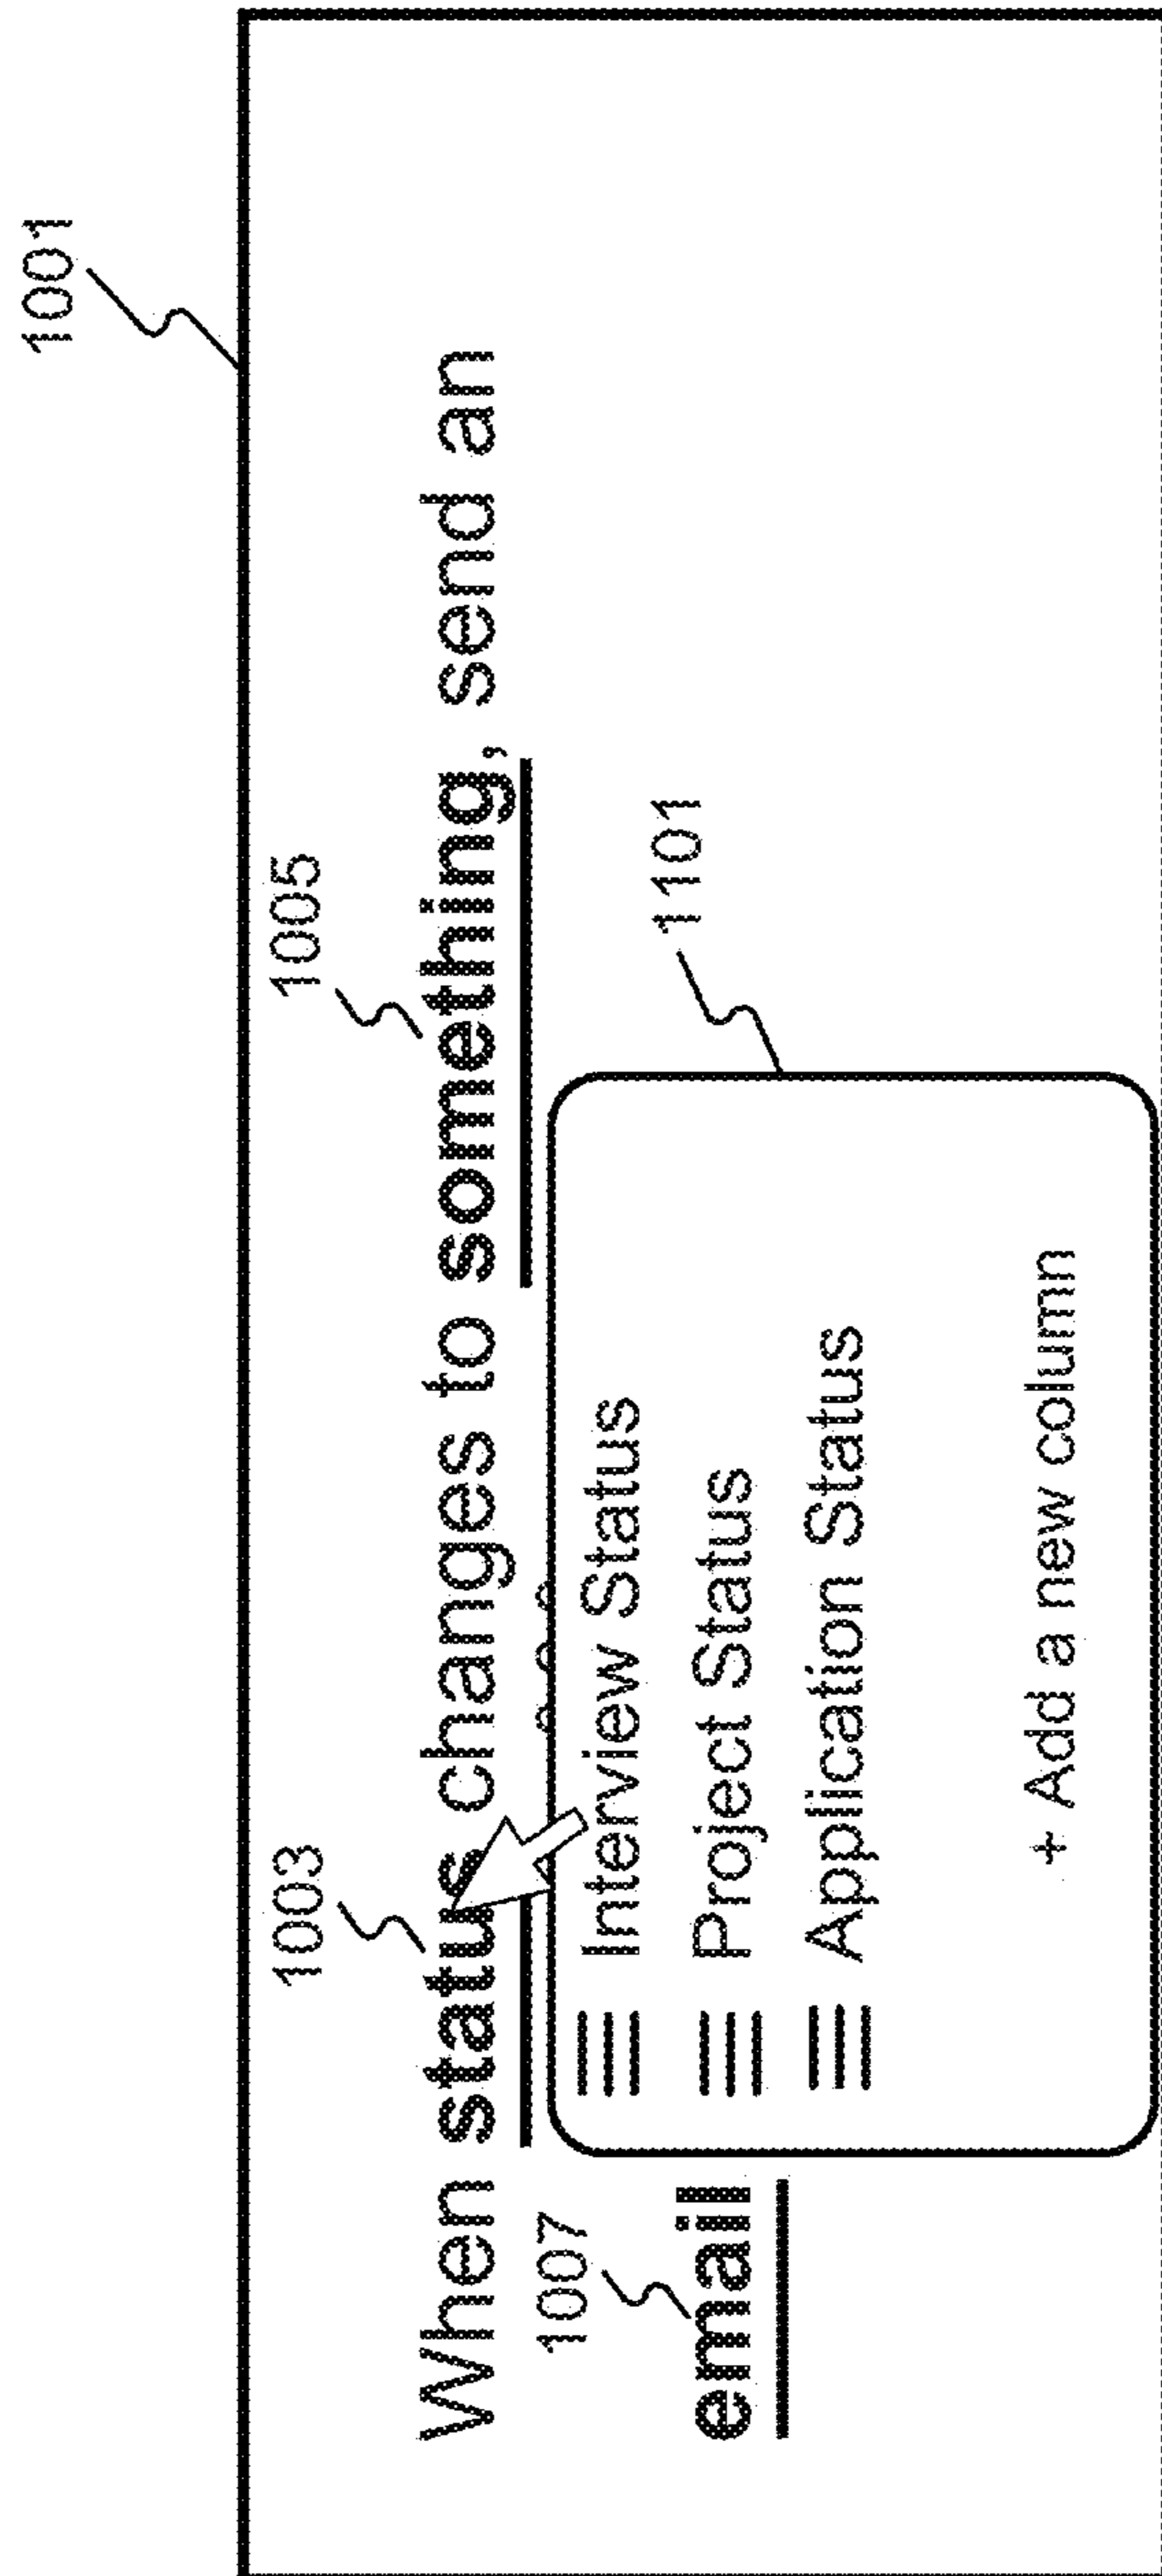 1001
1003
1005
When status changes to something, send an
1007
1101
email
Interview Status
Project Status
Application Status
+ Add a new column